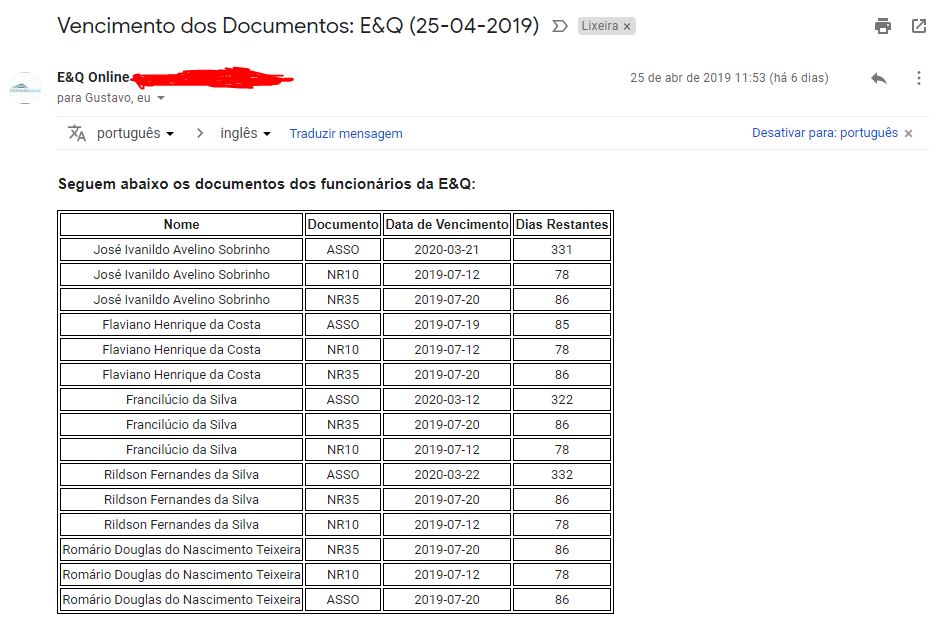 Vencimento dos Documentos: E&Q (25-04-2019) Lixeira ×
E&Q Online 25 de abr de 2019 11:53 (há 6 dias)
para Gustavo, eu
português > inglês Traduzir mensagem Desativar para: português ×
Seguem abaixo os documentos dos funcionários da E&Q:
Nome Documento Data de Vencimento Dias Restantes
José Ivanildo Avelino Sobrinho ASSO 2020-03-21 331
José Ivanildo Avelino Sobrinho NR10 2019-07-12 78
José Ivanildo Avelino Sobrinho NR35 2019-07-20 86
Flaviano Henrique da Costa ASSO 2019-07-19 85
Flaviano Henrique da Costa NR10 2019-07-12 78
Flaviano Henrique da Costa NR35 2019-07-20 86
Francilúcio da Silva ASSO 2020-03-12 322
Francilúcio da Silva NR35 2019-07-20 86
Francilúcio da Silva NR10 2019-07-12 78
Rildson Fernandes da Silva ASSO 2020-03-22 332
Rildson Fernandes da Silva NR35 2019-07-20 86
Rildson Fernandes da Silva NR10 2019-07-12 78
Romário Douglas do Nascimento Teixeira NR35 2019-07-20 86
Romário Douglas do Nascimento Teixeira NR10 2019-07-12 78
Romário Douglas do Nascimento Teixeira ASSO 2019-07-20 86